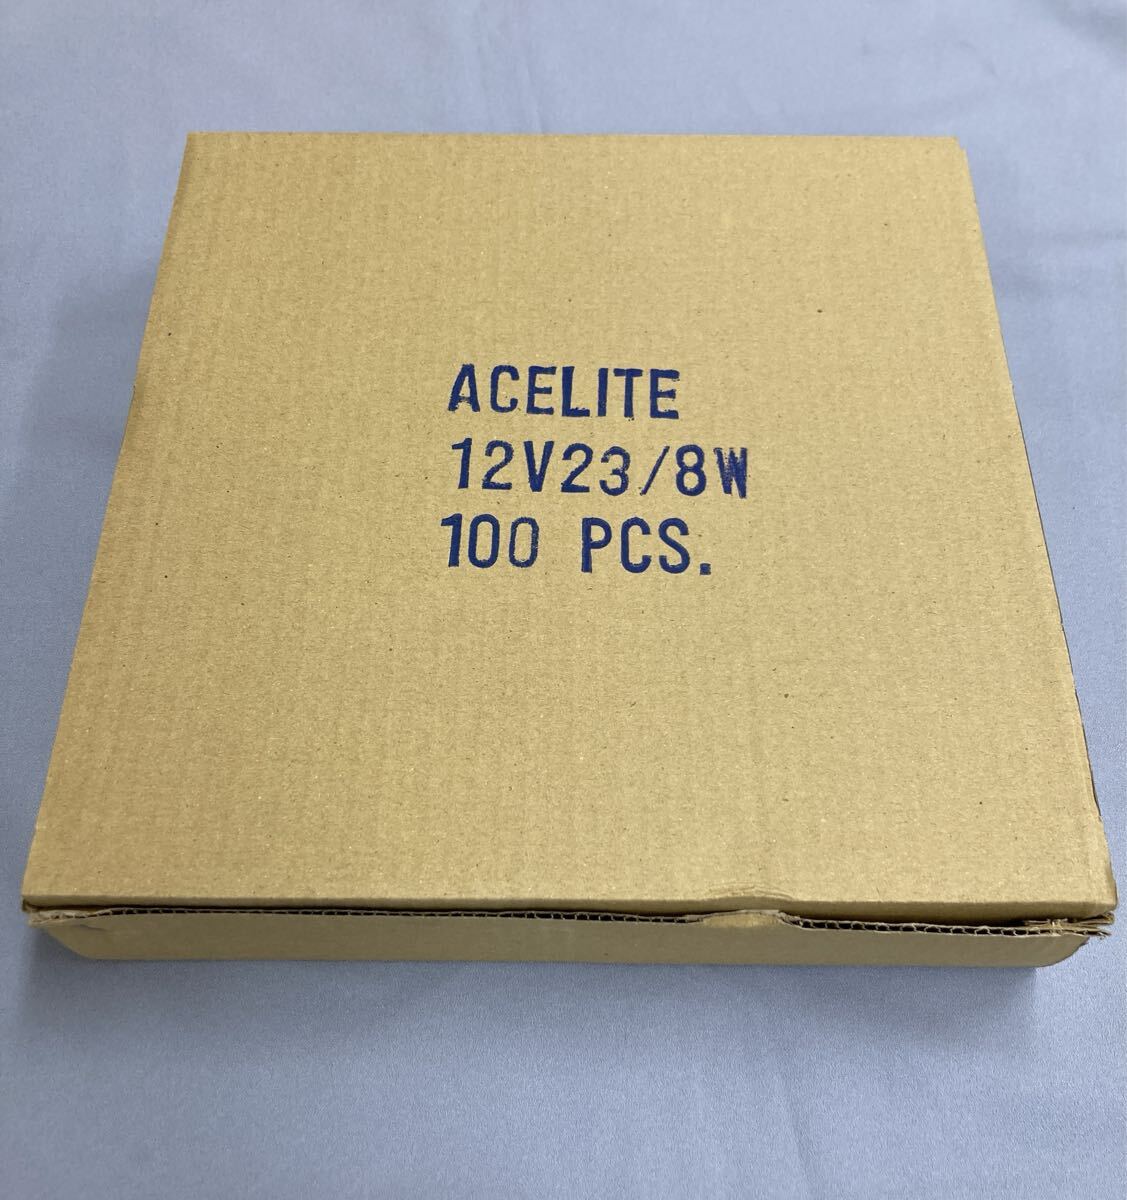 ACELITE
12V23/8W
100 PCS.